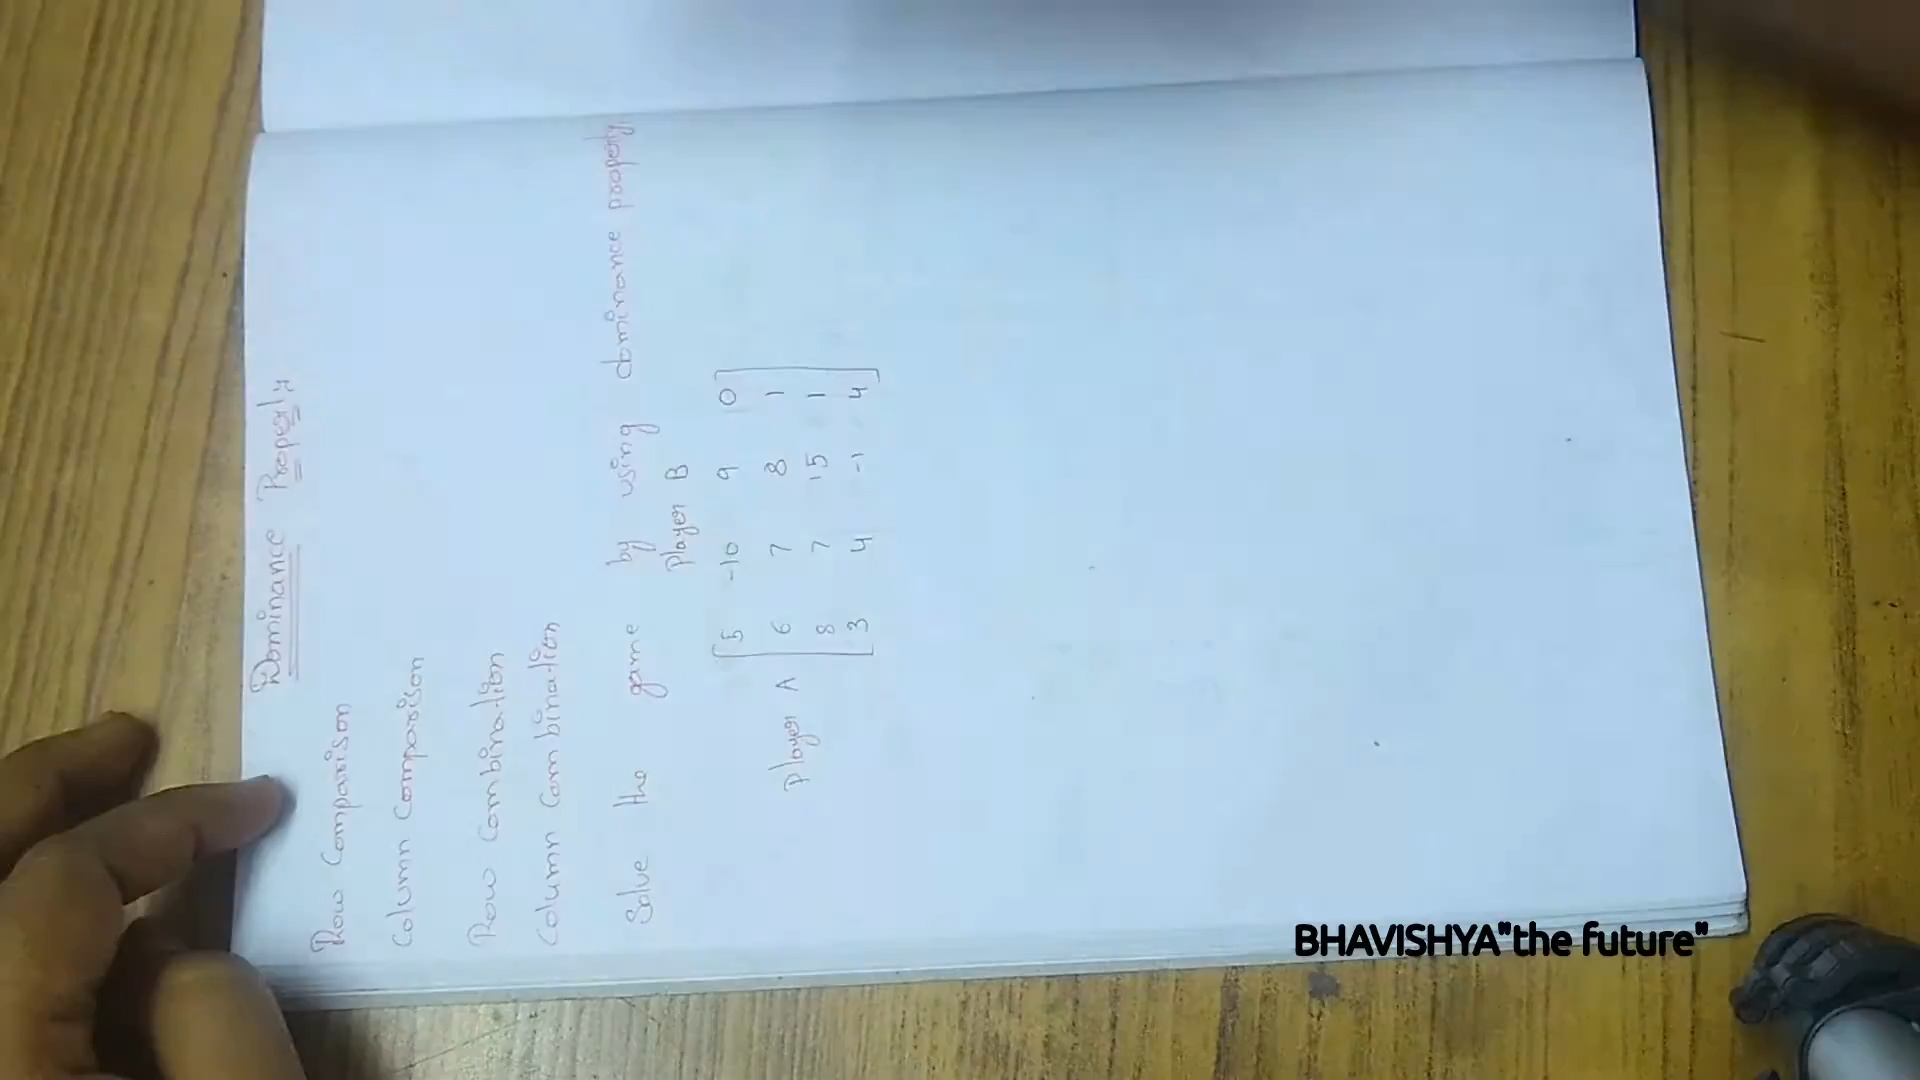 Dominance Property
Row Comparison
Column Comparison
Row Combination
Column Combination
Solve the game by using dominance property.
Player B
5 -10 9 0
Player A 6 7 8 1
8 7 15 1
3 4 -1 4
BHAVISHYA"the future"